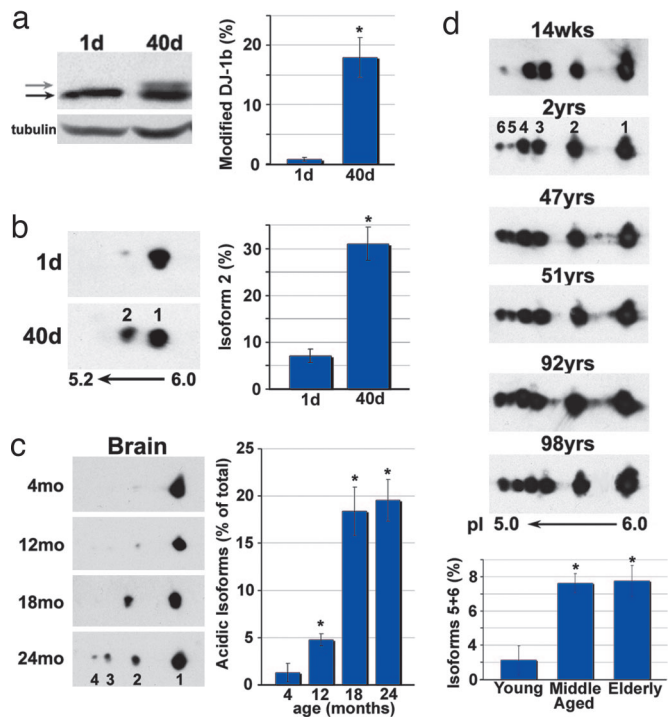 a
1d 40d
tubulin
Modified DJ-1b (%)
20
15
10
5
0
*
1d 40d
b
1d
40d
2 1
5.2 6.0
Isoform 2 (%)
30
20
10
0
*
1d 40d
c
Brain
4mo
12mo
18mo
24mo
4 3 2 1
Acidic Isoforms (% of total)
25
20
15
10
5
0
* * *
4 12 18 24
age (months)
d
14wks
2yrs
6 5 4 3 2 1
47yrs
51yrs
92yrs
98yrs
pI 5.0 6.0
Isoforms 5+6 (%)
8
6
4
2
0
* *
Young Middle Aged Elderly